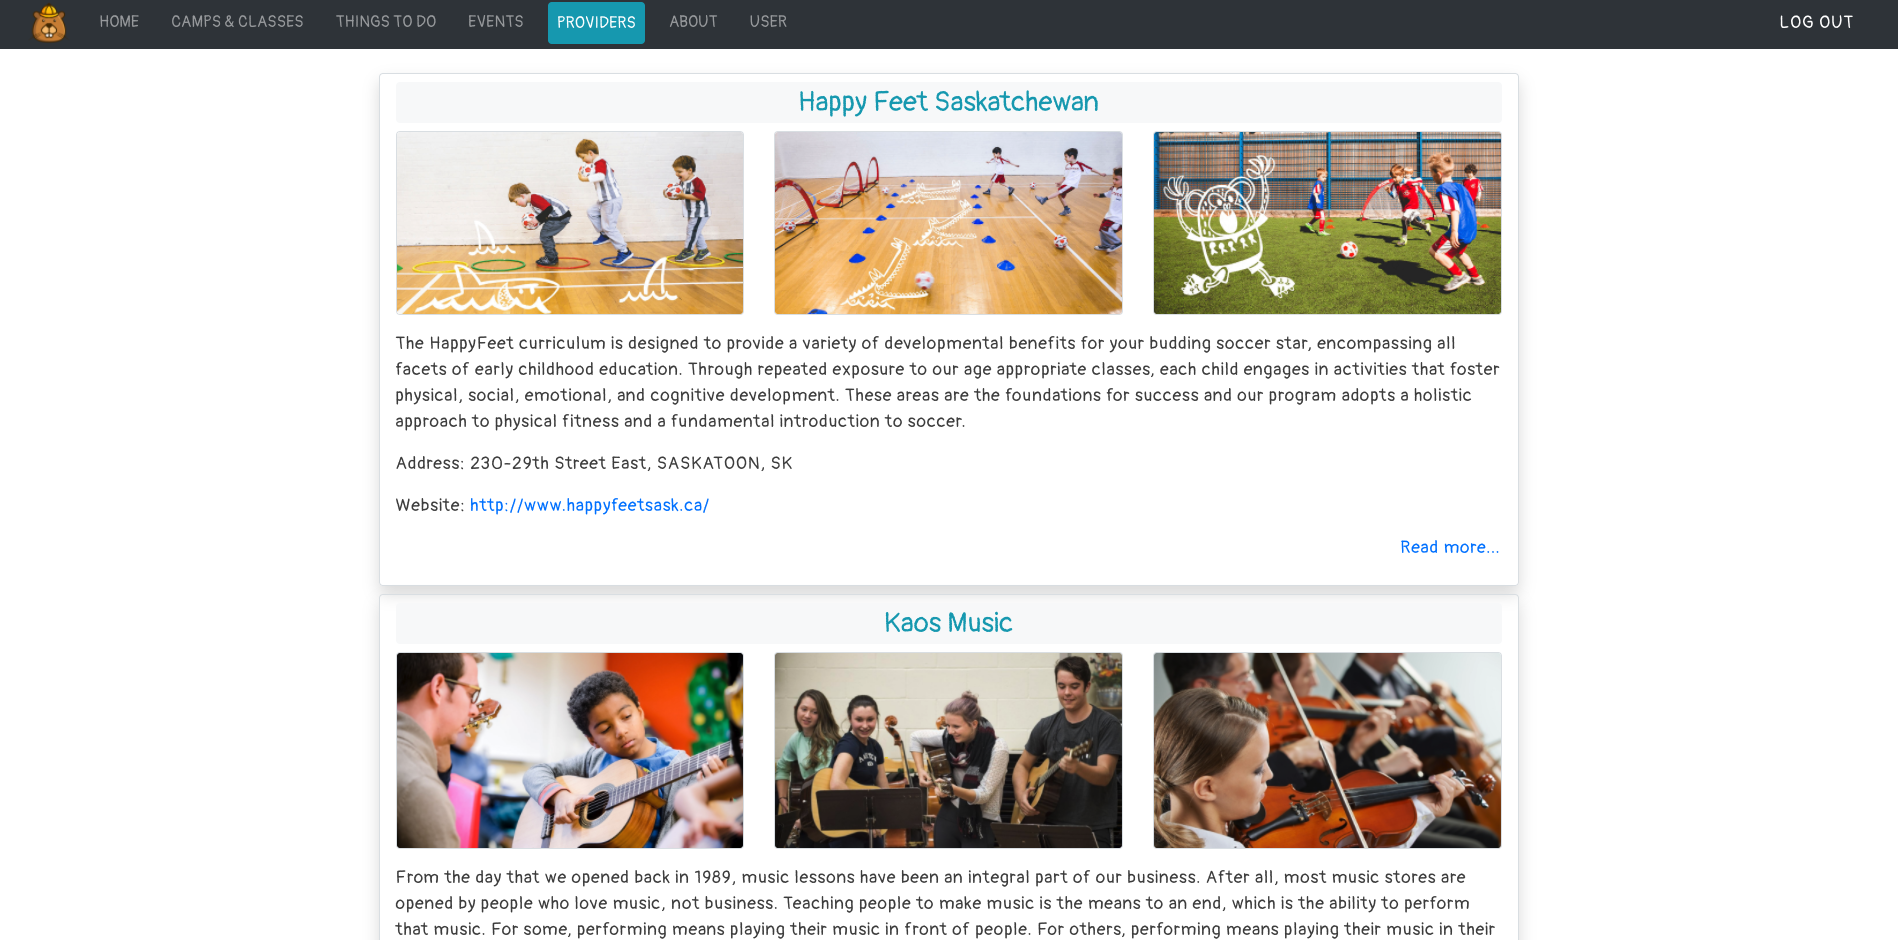 HOME CAMPS & CLASSES THINGS TO DO EVENTS PROVIDERS ABOUT USER LOG OUT
Happy Feet Saskatchewan
The HappyFeet curriculum is designed to provide a variety of developmental benefits for your budding soccer star, encompassing all
facets of early childhood education. Through repeated exposure to our age appropriate classes, each child engages in activities that foster
physical, social, emotional, and cognitive development. These areas are the foundations for success and our program adopts a holistic
approach to physical fitness and a fundamental introduction to soccer.
Address: 230-29th Street East, SASKATOON, SK
Website: http://www.happyfeetsask.ca/
Read more...
Kaos Music
From the day that we opened back in 1989, music lessons have been an integral part of our business. After all, most music stores are
opened by people who love music, not business. Teaching people to make music is the means to an end, which is the ability to perform
that music. For some, performing means playing their music in front of people. For others, performing means playing their music in their